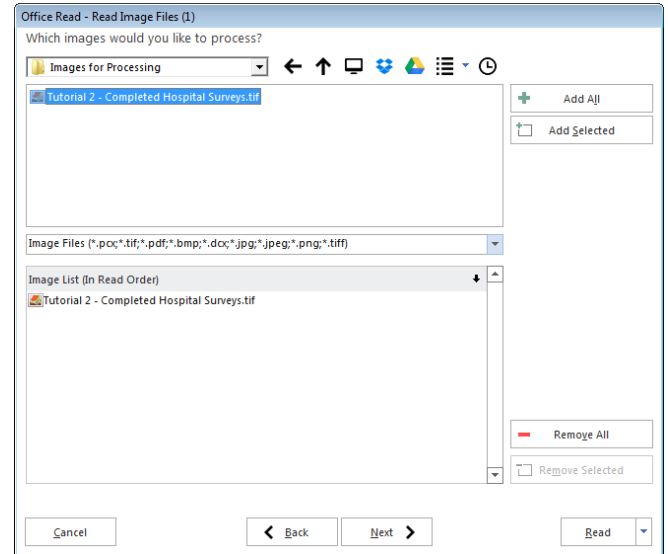 Office Read - Read Image Files (1)
Which images would you like to process?
Images for Processing
Tutorial 2 - Completed Hospital Surveys.tif
Add All
Add Selected
Image Files (*.pcx;*.tif;*.pdf;*.bmp;*.dcx;*.jpg;*.jpeg;*.png;*.tiff)
Image List (In Read Order)
Tutorial 2 - Completed Hospital Surveys.tif
Remove All
Remove Selected
Cancel Back Next Read